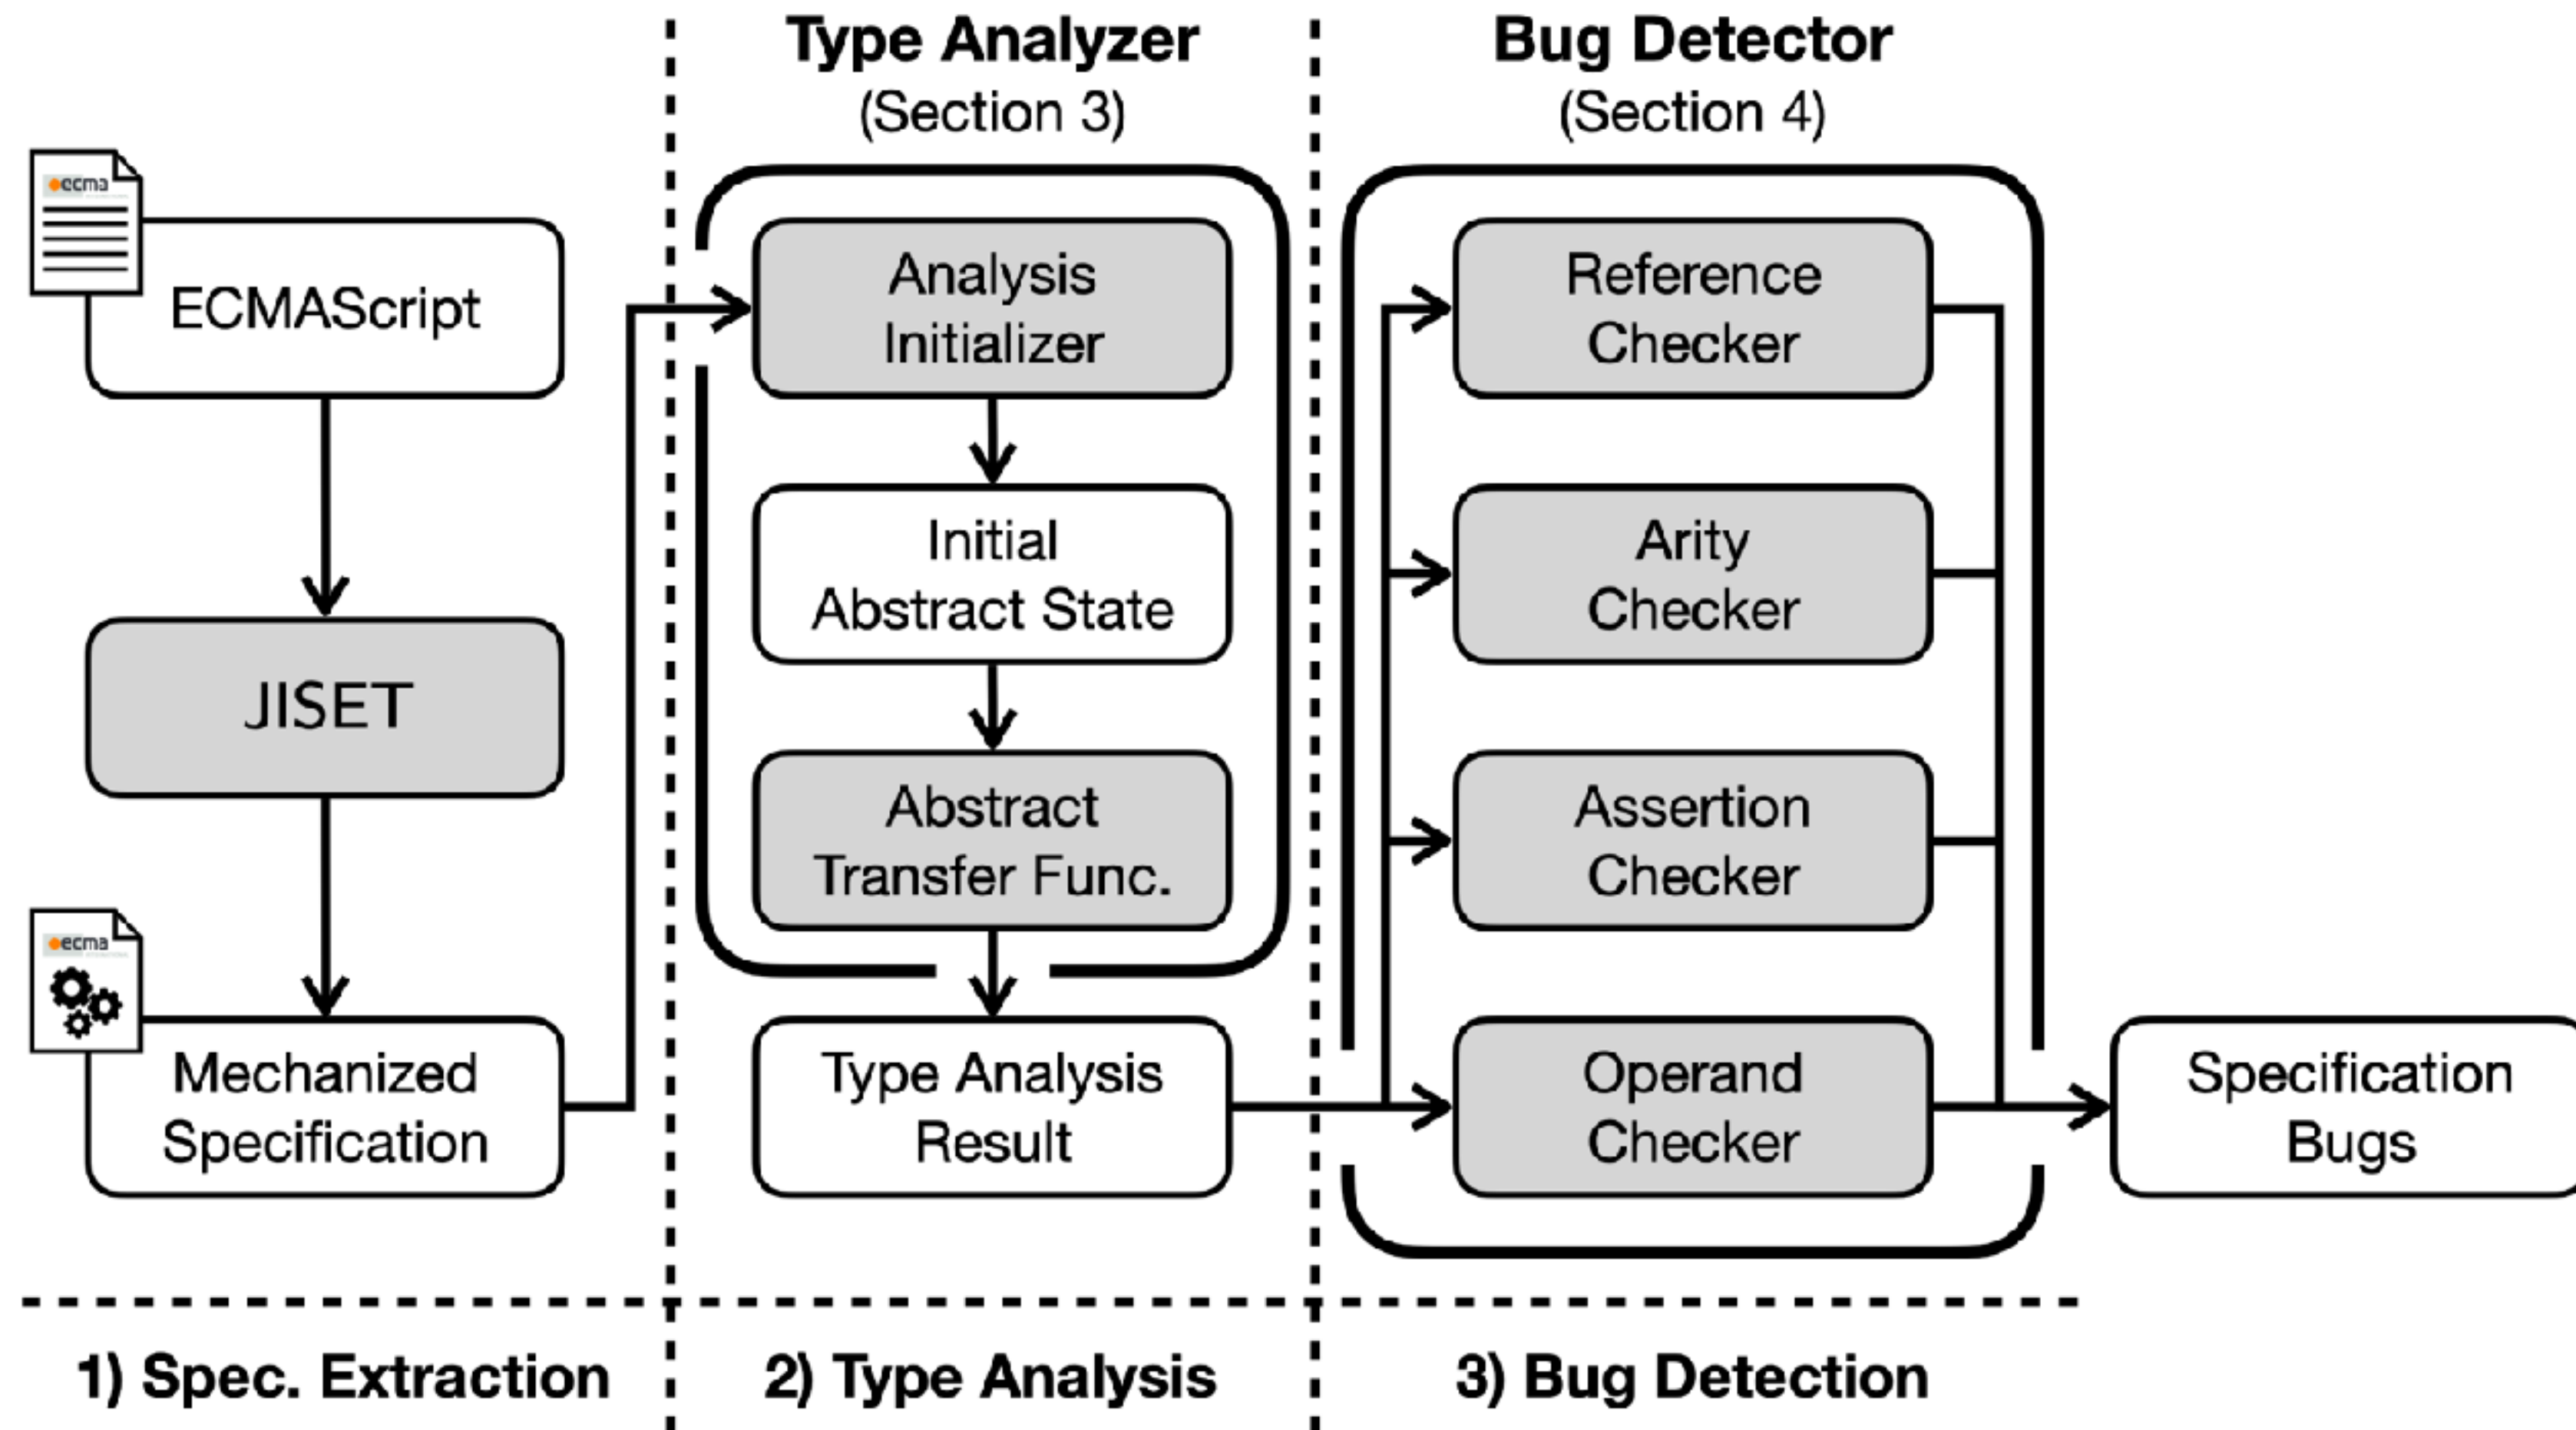 Type Analyzer
(Section 3)
Bug Detector
(Section 4)
ecma
ECMAScript
JISET
ecma
Mechanized
Specification
Analysis
Initializer
Initial
Abstract State
Abstract
Transfer Func.
Type Analysis
Result
Reference
Checker
Arity
Checker
Assertion
Checker
Operand
Checker
Specification
Bugs
1) Spec. Extraction
2) Type Analysis
3) Bug Detection